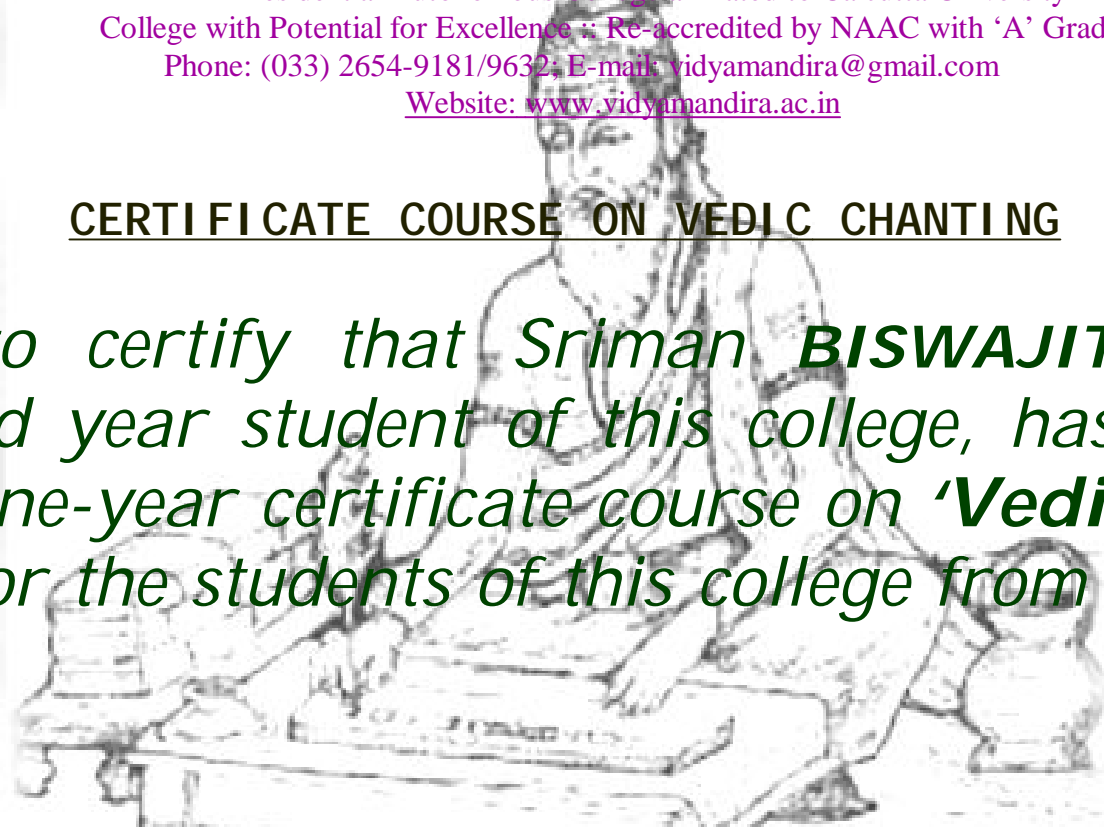 College with Potential for Excellence :: Re-accredited by NAAC with ‘A’ Grad
Phone: (033) 2654-9181/9632; E-mail: vidyamandira@gmail.com
Website: www.vidyamandira.ac.in
CERTIFICATE COURSE ON VEDIC CHANTING
to certify that Sriman BISWAJIT
d year student of this college, has
ne-year certificate course on ‘Vedi
or the students of this college from